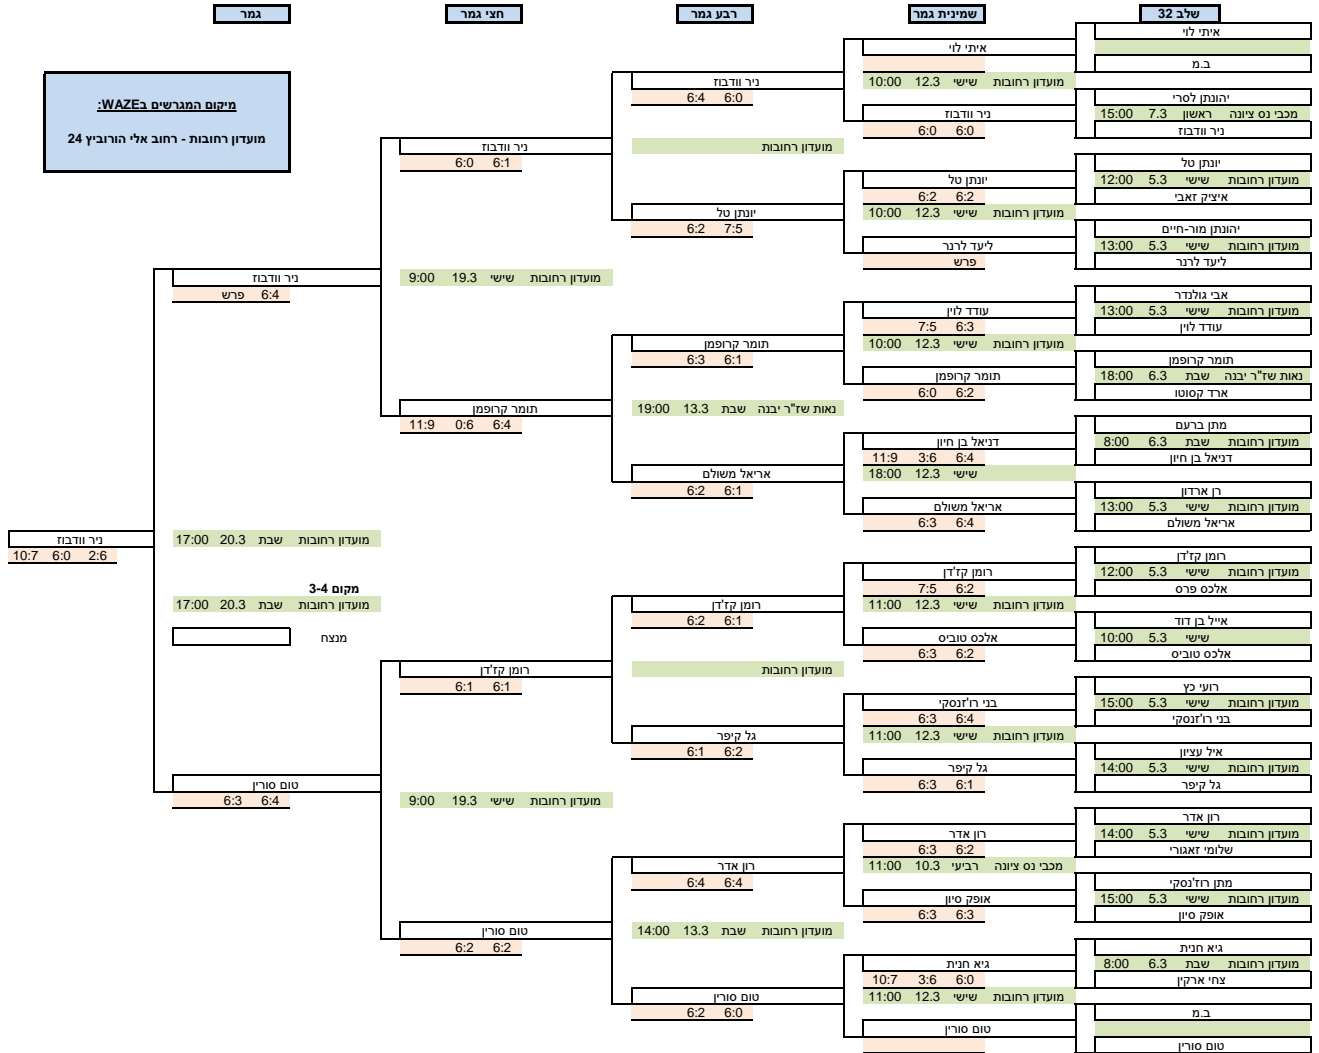 שלב 32
שמינית גמר
רבע גמר
חצי גמר
גמר
איתי לוי
ב.מ
יהונתן לסרי
מכבי נס ציונה ראשון 7.3 15:00
ניר וודבוז
יונתן טל
מועדון רחובות שישי 5.3 12:00
איציק זאבי
יהונתן מור-חיים
מועדון רחובות שישי 5.3 13:00
ליעד לרנר
אבי גולנדר
מועדון רחובות שישי 5.3 13:00
עודד לוין
תומר קרופמן
נאות שז"ר יבנה שבת 6.3 18:00
ארד קסוטו
מתן ברעם
מועדון רחובות שבת 6.3 8:00
דניאל בן חיון
רן ארדון
מועדון רחובות שישי 5.3 13:00
אריאל משולם
רומן קז'דן
מועדון רחובות שישי 5.3 12:00
אלכס פרס
אייל בן דוד
שישי 5.3 10:00
אלכס טוביס
רועי כץ
מועדון רחובות שישי 5.3 15:00
בני רו'זנסקי
איל עציון
מועדון רחובות שישי 5.3 14:00
גל קיפר
רון אדר
מועדון רחובות שישי 5.3 14:00
שלומי זאגורי
מתן רוז'נסקי
מועדון רחובות שישי 5.3 15:00
אופק סיון
גיא חנית
מועדון רחובות שבת 6.3 8:00
צחי ארקין
ב.מ
טום סורין
איתי לוי
מועדון רחובות שישי 12.3 10:00
ניר וודבוז
6:0 6:0
יונתן טל
6:2 6:2
מועדון רחובות שישי 12.3 10:00
ליעד לרנר
פרש
עודד לוין
6:3 7:5
מועדון רחובות שישי 12.3 10:00
תומר קרופמן
6:2 6:0
דניאל בן חיון
6:4 3:6 11:9
שישי 12.3 18:00
אריאל משולם
6:4 6:3
רומן קז'דן
6:2 7:5
מועדון רחובות שישי 12.3 11:00
אלכס טוביס
6:2 6:3
בני רו'זנסקי
6:4 6:3
מועדון רחובות שישי 12.3 11:00
גל קיפר
6:1 6:3
רון אדר
6:2 6:3
מכבי נס ציונה רביעי 10.3 11:00
אופק סיון
6:3 6:3
גיא חנית
6:0 3:6 10:7
מועדון רחובות שישי 12.3 11:00
טום סורין
ניר וודבוז
6:0 6:4
מועדון רחובות
יונתן טל
7:5 6:2
תומר קרופמן
6:1 6:3
נאות שז"ר יבנה שבת 13.3 19:00
אריאל משולם
6:1 6:2
רומן קז'דן
6:1 6:2
מועדון רחובות
גל קיפר
6:2 6:1
רון אדר
6:4 6:4
מועדון רחובות שבת 13.3 14:00
טום סורין
6:0 6:2
ניר וודבוז
6:1 6:0
מועדון רחובות שישי 19.3 9:00
תומר קרופמן
6:4 0:6 11:9
רומן קז'דן
6:1 6:1
מועדון רחובות שישי 19.3 9:00
טום סורין
6:2 6:2
ניר וודבוז
6:4 פרש
מועדון רחובות שבת 20.3 17:00
מקום 3-4
מועדון רחובות שבת 20.3 17:00
מנצח
טום סורין
6:4 6:3
ניר וודבוז
2:6 6:0 10:7
מיקום המגרשים בWAZE:
מועדון רחובות - רחוב אלי הורוביץ 24